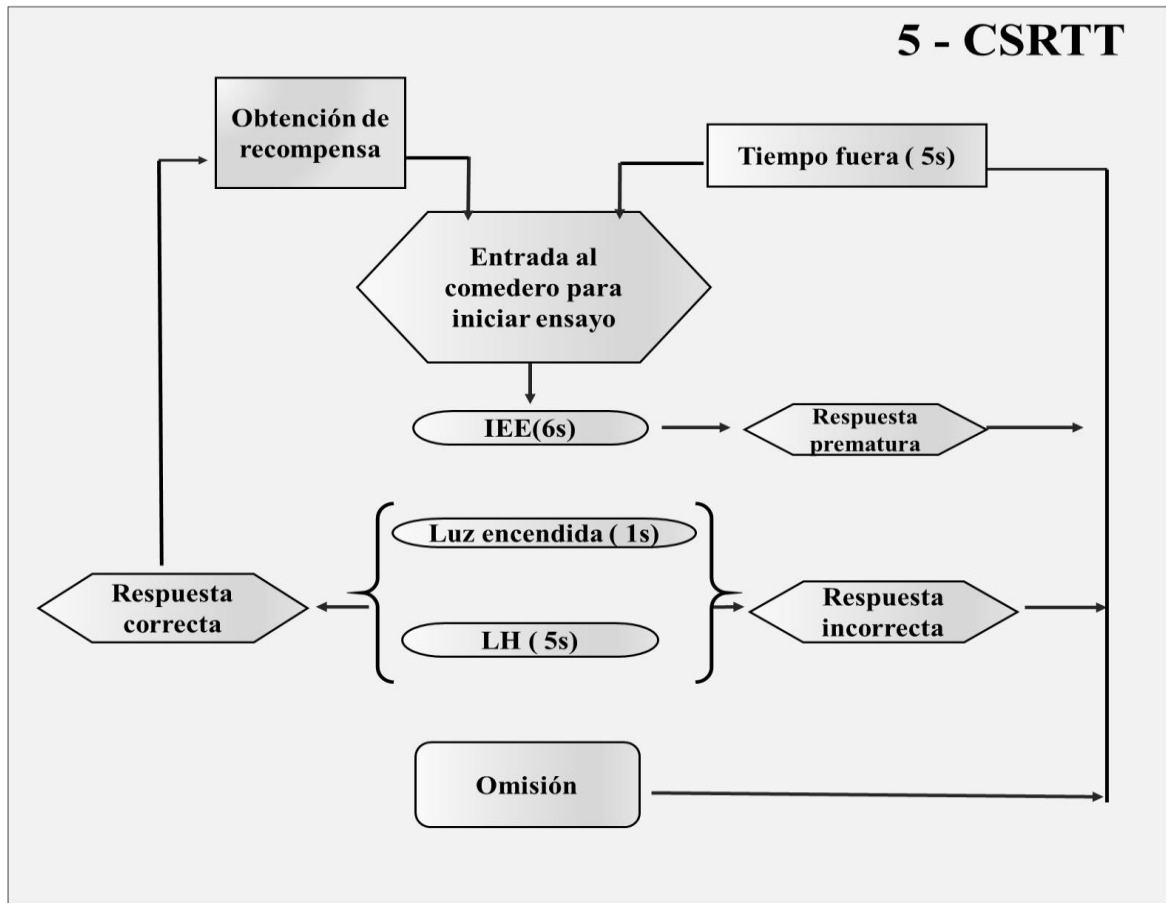 5 - CSRTT
Obtención de
recompensa
Tiempo fuera ( 5s)
Entrada al
comedero para
iniciar ensayo
IEE(6s)
Respuesta
prematura
Luz encendida ( 1s)
Respuesta
correcta
Respuesta
incorrecta
LH ( 5s)
Omisión